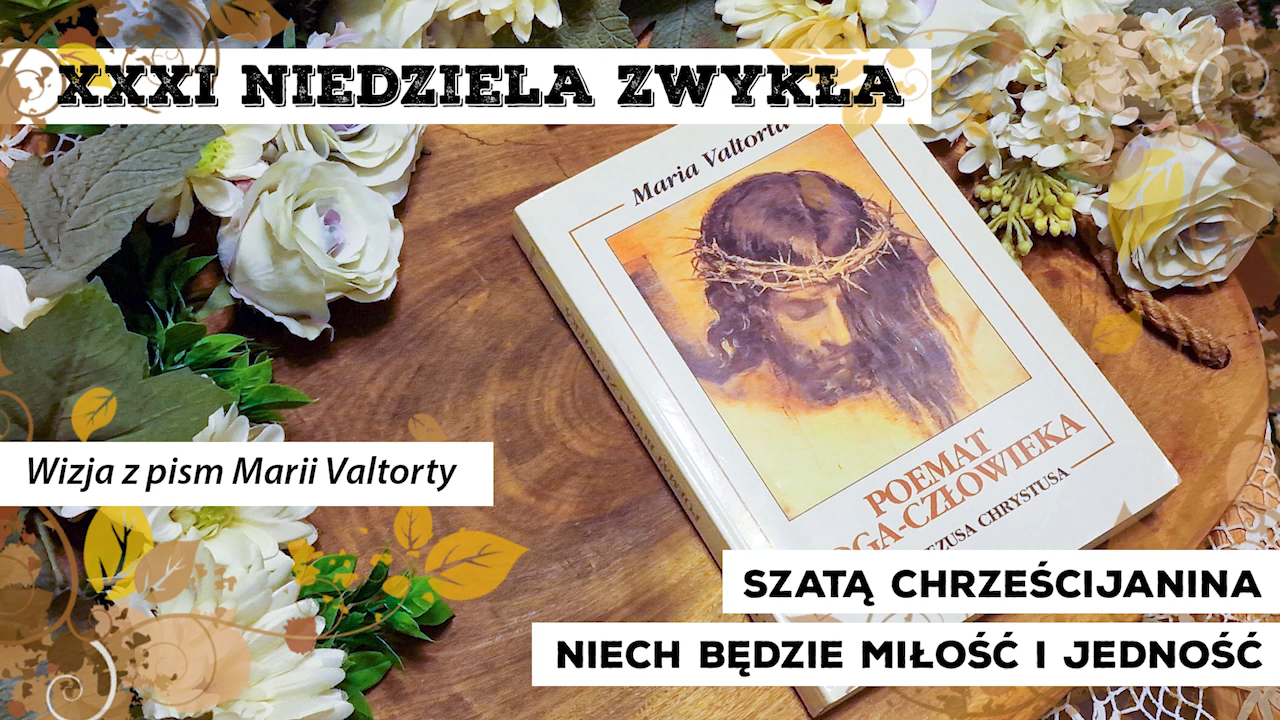 XXXI NIEDZIELA ZWYKŁA
Maria Valtorta
Wizja z pism Marii Valtorty
POEMAT
OGA-CZŁOWIEKA
EZUSA CHRYSTUSA
SZATĄ CHRZEŚCIJANINA
NIECH BĘDZIE MIŁOŚĆ I JEDNOŚĆ